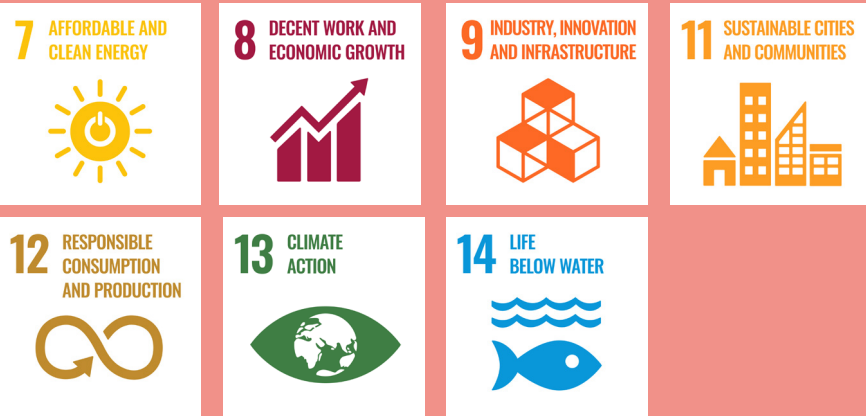 7 AFFORDABLE AND
CLEAN ENERGY
8 DECENT WORK AND
ECONOMIC GROWTH
9 INDUSTRY, INNOVATION
AND INFRASTRUCTURE
11 SUSTAINABLE CITIES
AND COMMUNITIES
12 RESPONSIBLE
CONSUMPTION
AND PRODUCTION
13 CLIMATE
ACTION
14 LIFE
BELOW WATER